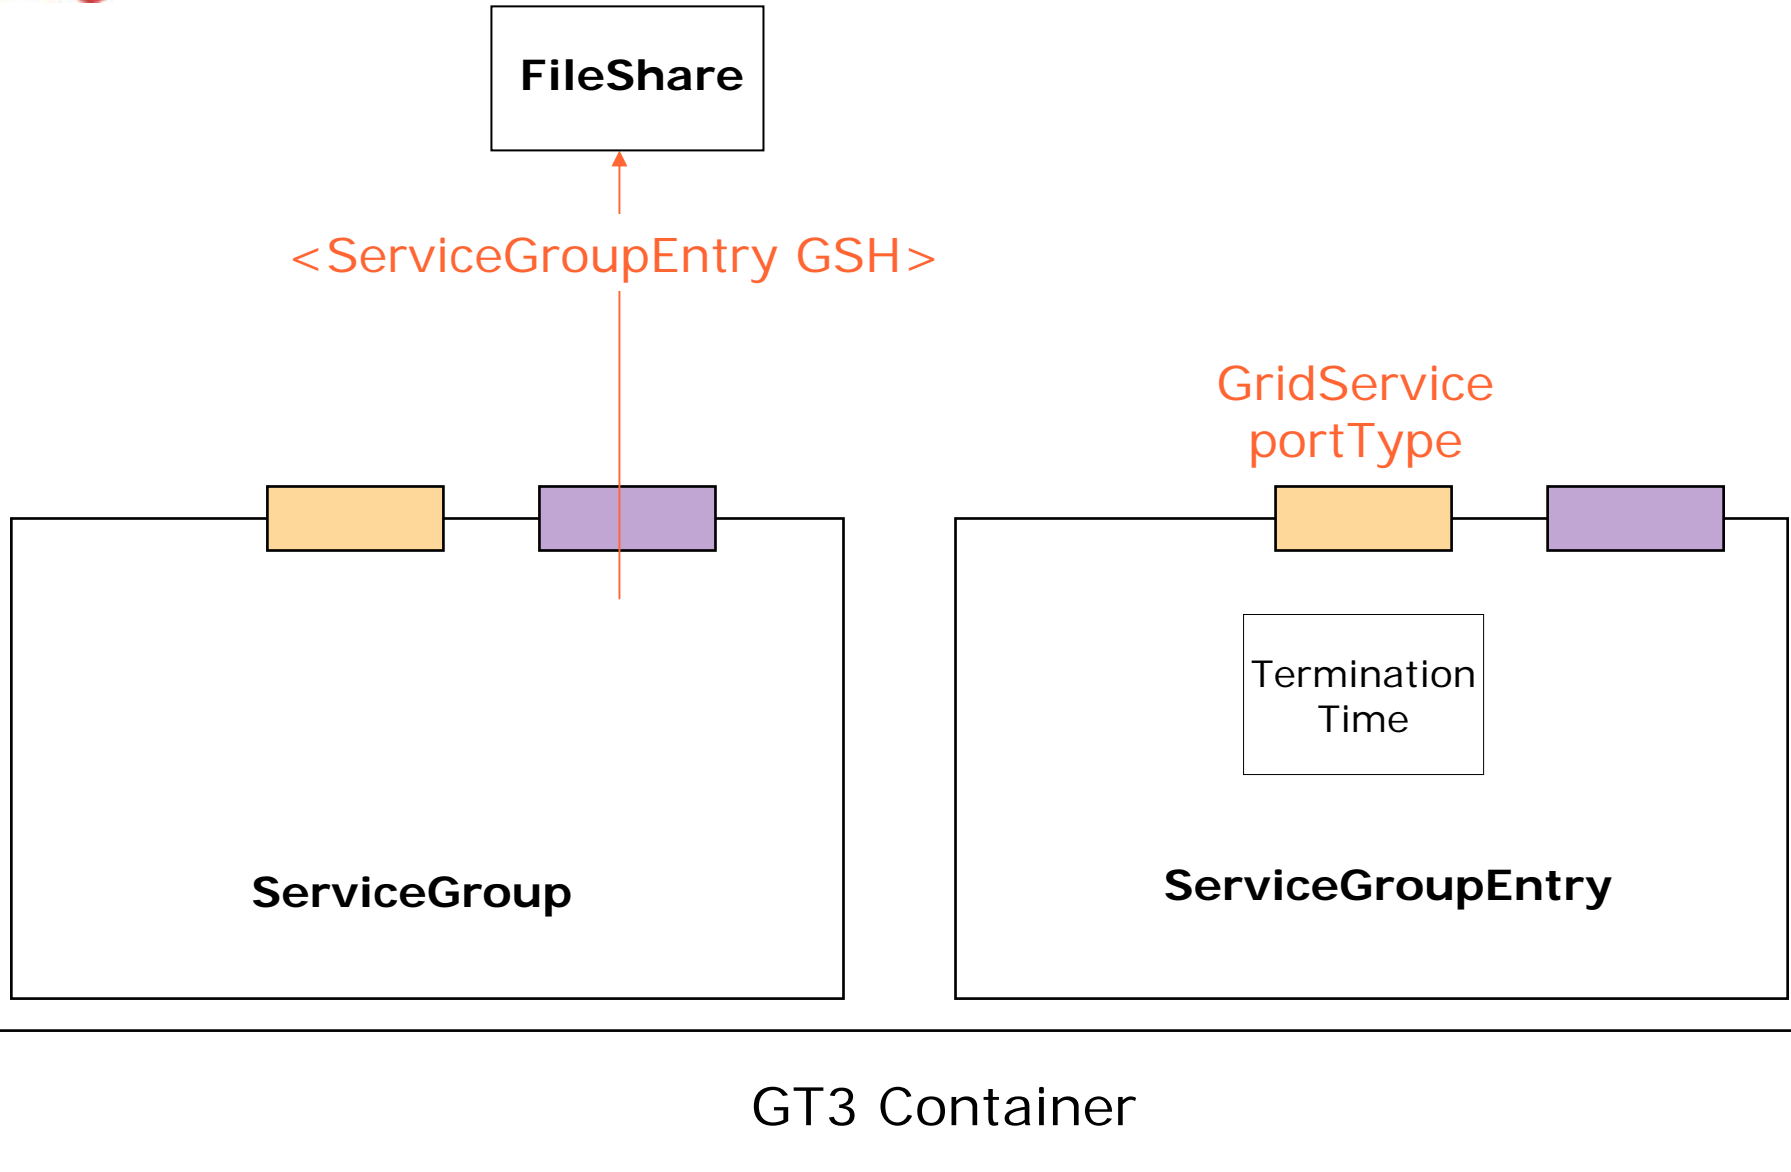 FileShare
<ServiceGroupEntry GSH>
GridService
portType
Termination
Time
ServiceGroup
ServiceGroupEntry
GT3 Container